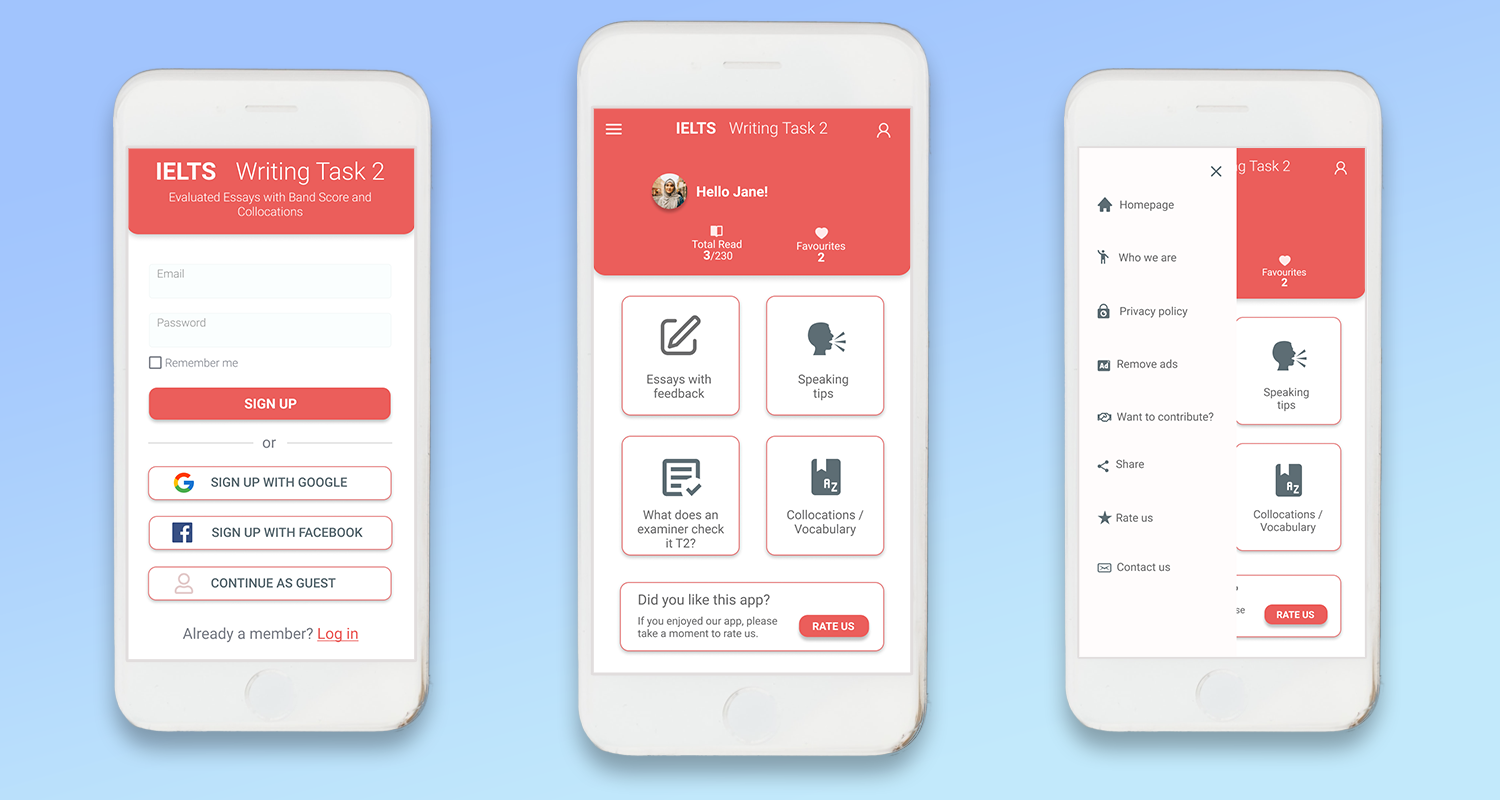 IELTS Writing Task 2
Evaluated Essays with Band Score and
Collocations
Email
Password
Remember me
SIGN UP
or
SIGN UP WITH GOOGLE
SIGN UP WITH FACEBOOK
CONTINUE AS GUEST
Already a member? Log in
IELTS Writing Task 2
Hello Jane!
Total Read
3/230
Favourites
2
Essays with
feedback
Speaking
tips
What does an
examiner check
it T2?
AZ
Collocations /
Vocabulary
Did you like this app?
If you enjoyed our app, please
take a moment to rate us.
RATE US
Homepage
Who we are
Privacy policy
Ad
Remove ads
Want to contribute?
Share
Rate us
Contact us
g Task 2
Favourites
2
Speaking
tips
AZ
Collocations /
Vocabulary
?
se
RATE US